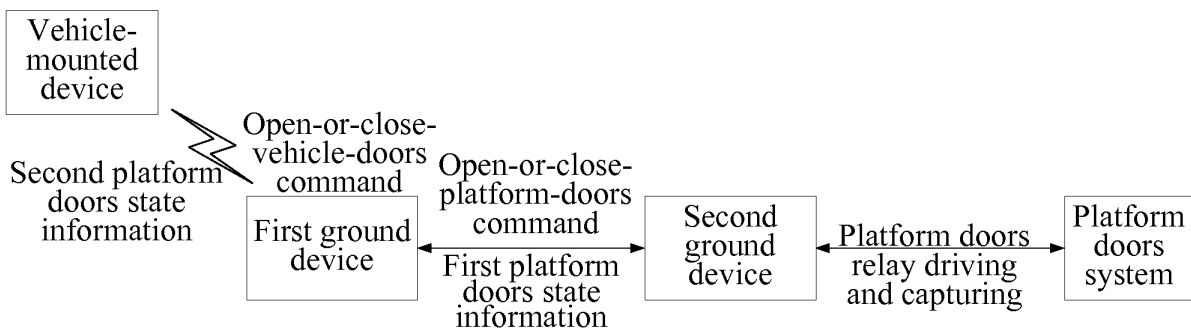 Vehicle-
mounted
device
Second platform
doors state
information
Open-or-close-
vehicle-doors
command
First ground
device
Open-or-close-
platform-doors
command
First platform
doors state
information
Second
ground
device
Platform doors
relay driving
and capturing
Platform
doors
system